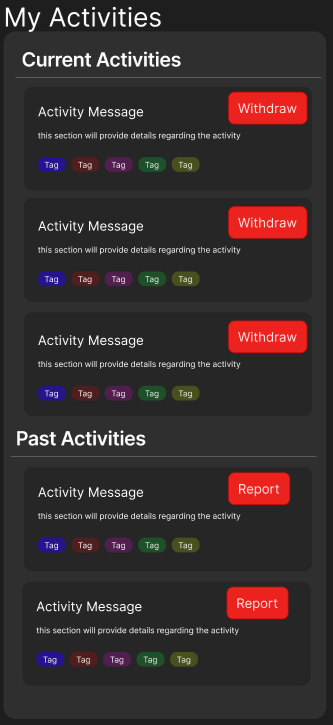 My Activities
Current Activities
Activity Message
Withdraw
this section will provide details regarding the activity
Tag Tag Tag Tag Tag
Activity Message
Withdraw
this section will provide details regarding the activity
Tag Tag Tag Tag Tag
Activity Message
Withdraw
this section will provide details regarding the activity
Tag Tag Tag Tag Tag
Past Activities
Activity Message
Report
this section will provide details regarding the activity
Tag Tag Tag Tag Tag
Activity Message
Report
this section will provide details regarding the activity
Tag Tag Tag Tag Tag